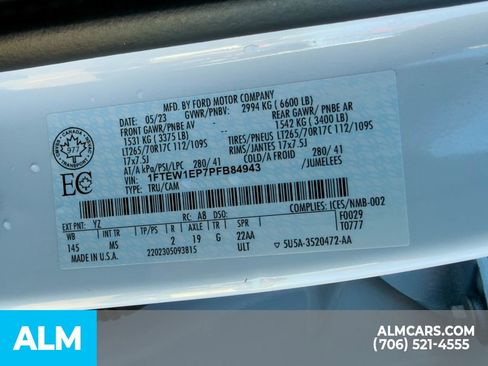 MFD. BY FORD MOTOR COMPANY
05/23 GVWR/PNBV: 2994 KG ( 6600 LB)
FRONT GAWR/PNBE AV REAR GAWR/ PNBE AR
1531 KG ( 3375 LB) 1542 KG ( 3400 LB)
LT265/70R17C 112/109S TIRES/PNEUS LT265/70R17C 112/109S
17x7.5J RIMS/JANTES 17x7.5J
AT/À kPa/PSI/LPC 280/41 COLD/A FROID 280/ 41
1FTEW1EP7PFB84943 /JUMELEES
TYPE: TRU/CAM
CANADA
577
EC
EXT PNT: YZ RC: AB DSO: CONFORMS: ICES/NMB-002
WB INT TR TP/PS R AXLE TR SPR F0029
145 MS 2 19 G 22AA T0777
MADE IN U.S.A. 2202305093815 ULT 5U5A-3520472-AA
ALM
ALMCARS.COM
(706) 521-4555